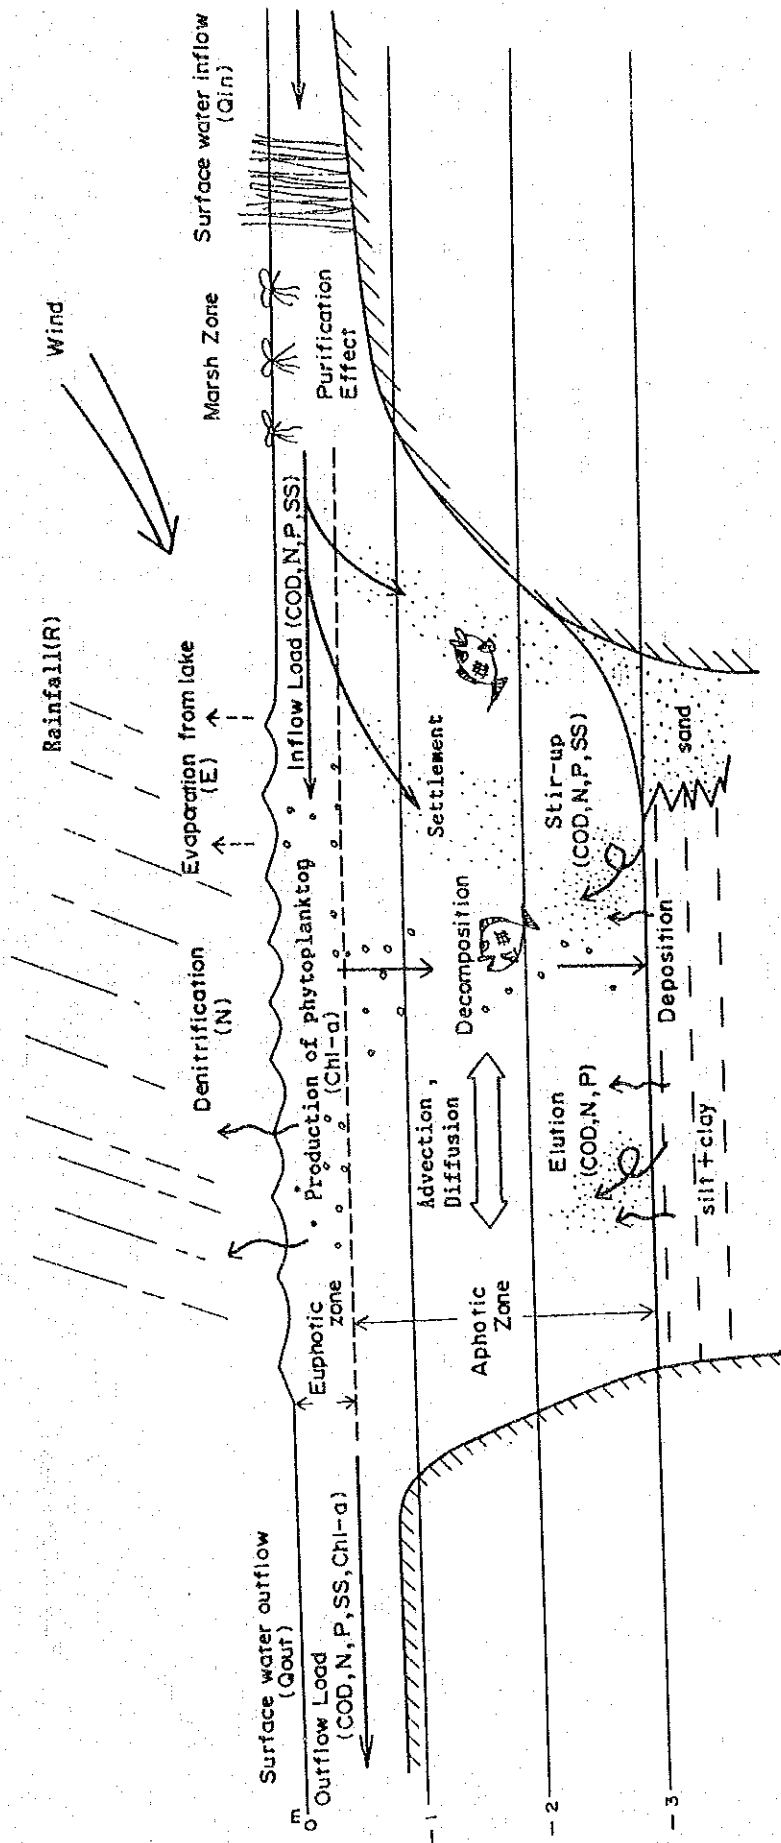 Rainfall(R)
Wind
Surface water outflow
(Qout)
Denitrification
(N)
Evaporation from lake
(E)
Marsh Zone
Surface water inflow
(Qin)
0 m
Outflow Load
(COD,N,P,SS,Chl-a)
Euphotic
zone
Production of phytoplankton
(Chl-a)
Inflow Load (COD,N,P,SS)
Purification
Effect
-1
Advection,
Diffusion
Decomposition
Settlement
Aphotic
Zone
-2
Elution
(COD,N,P)
Stir-up
(COD,N,P,SS)
-3
Deposition
silt+clay
sand